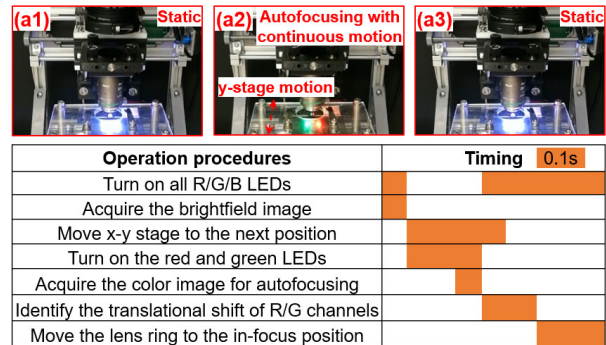 (a1)
Static
(a2)
Autofocusing with
continuous motion
y-stage motion
(a3)
Static
Operation procedures
Timing
0.1s
Turn on all R/G/B LEDs
Acquire the brightfield image
Move x-y stage to the next position
Turn on the red and green LEDs
Acquire the color image for autofocusing
Identify the translational shift of R/G channels
Move the lens ring to the in-focus position